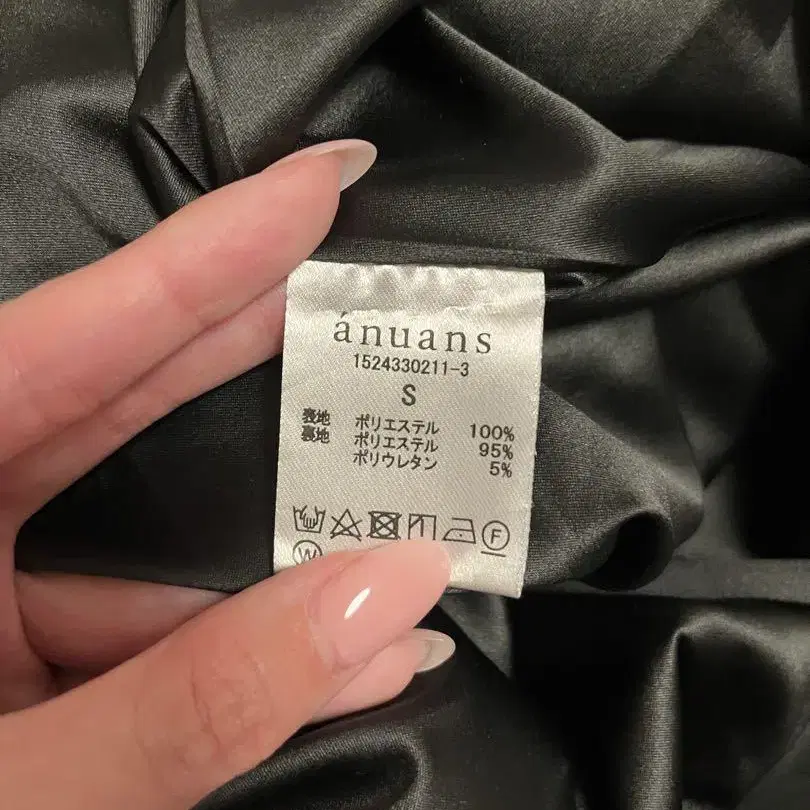 ánuans
1524330211-3
S
表地 ポリエステル 100%
裏地 ポリエステル 95%
ポリウレタン 5%
F
W